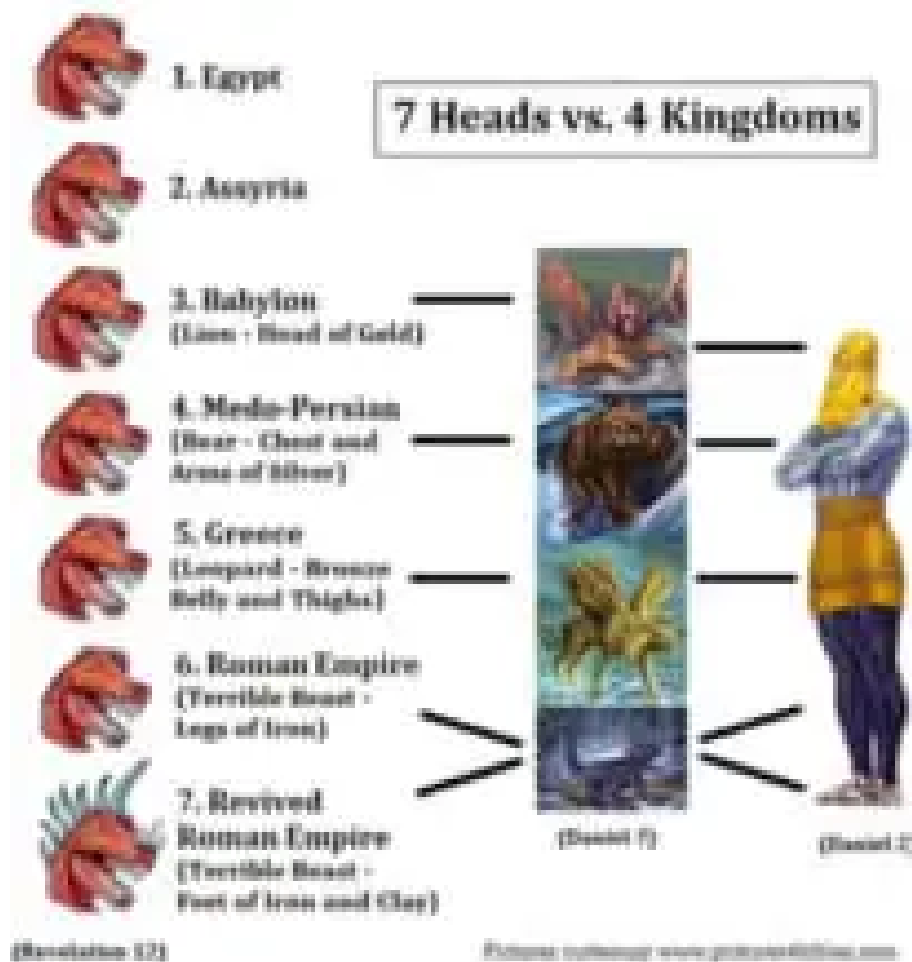 1. Egypt
7 Heads vs. 4 Kingdoms
2. Assyria
3. Babylon
(Lion - Head of Gold)
4. Medo-Persian
(Bear - Chest and
Arms of Silver)
5. Greece
(Leopard - Bronze
Belly and Thighs)
6. Roman Empire
(Terrible Beast -
Legs of Iron)
7. Revived
Roman Empire
(Terrible Beast -
Feet of Iron and Clay)
(Daniel 7)
(Daniel 2)
(Revelation 17)
Pictures